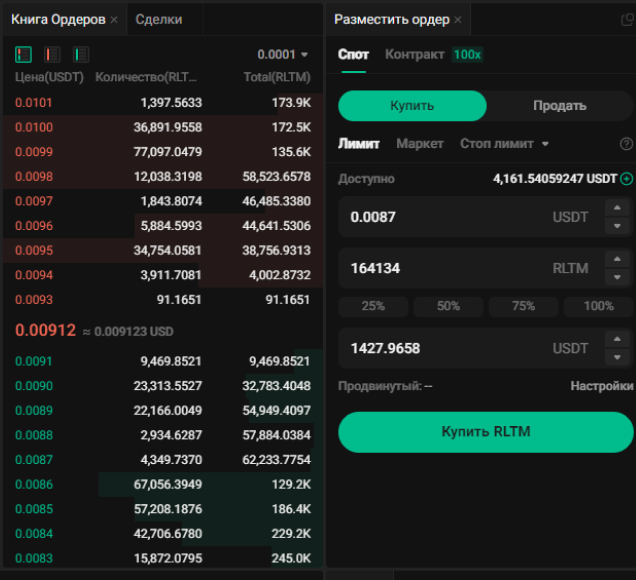 Книга Ордеров × Сделки
0.0001
Цена(USDT) Количество(RLT... Total(RLTM)
0.0101 1,397.5633 173.9K
0.0100 36,891.9558 172.5K
0.0099 77,097.0479 135.6K
0.0098 12,038.3198 58,523.6578
0.0097 1,843.8074 46,485.3380
0.0096 5,884.5993 44,641.5306
0.0095 34,754.0581 38,756.9313
0.0094 3,911.7081 4,002.8732
0.0093 91.1651 91.1651
0.00912 ≈ 0.009123 USD
0.0091 9,469.8521 9,469.8521
0.0090 23,313.5527 32,783.4048
0.0089 22,166.0049 54,949.4097
0.0088 2,934.6287 57,884.0384
0.0087 4,349.7370 62,233.7754
0.0086 67,056.3949 129.2K
0.0085 57,208.1876 186.4K
0.0084 42,706.6780 229.2K
0.0083 15,872.0795 245.0K
Разместить ордер ×
Спот Контракт 100x
Купить Продать
Лимит Маркет Стоп лимит
Доступно 4,161.54059247 USDT
0.0087 USDT
164134 RLTM
25% 50% 75% 100%
1427.9658 USDT
Продвинутый: -- Настройки
Купить RLTM